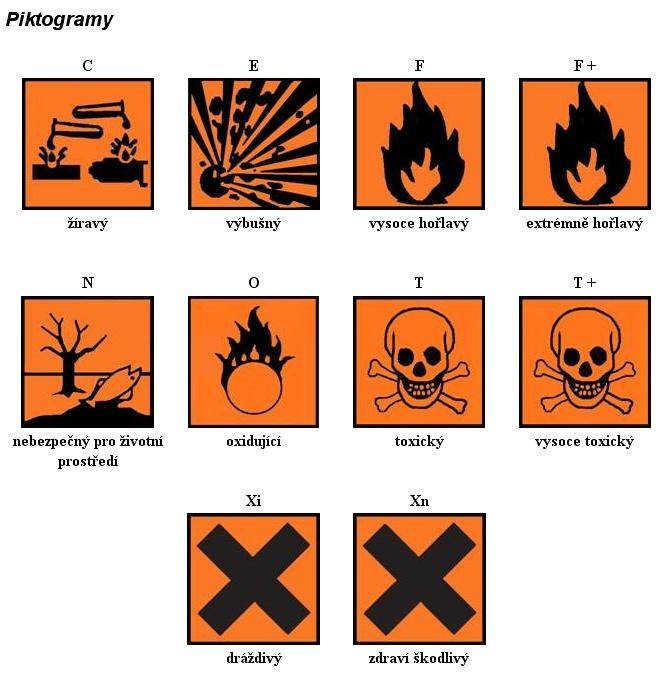 Piktogramy
C E F F+
žíravý výbušný vysoce hořlavý extrémně hořlavý
N O T T+
nebezpečný pro životní oxidující toxický vysoce toxický
prostředí
Xi Xn
dráždivý zdraví škodlivý